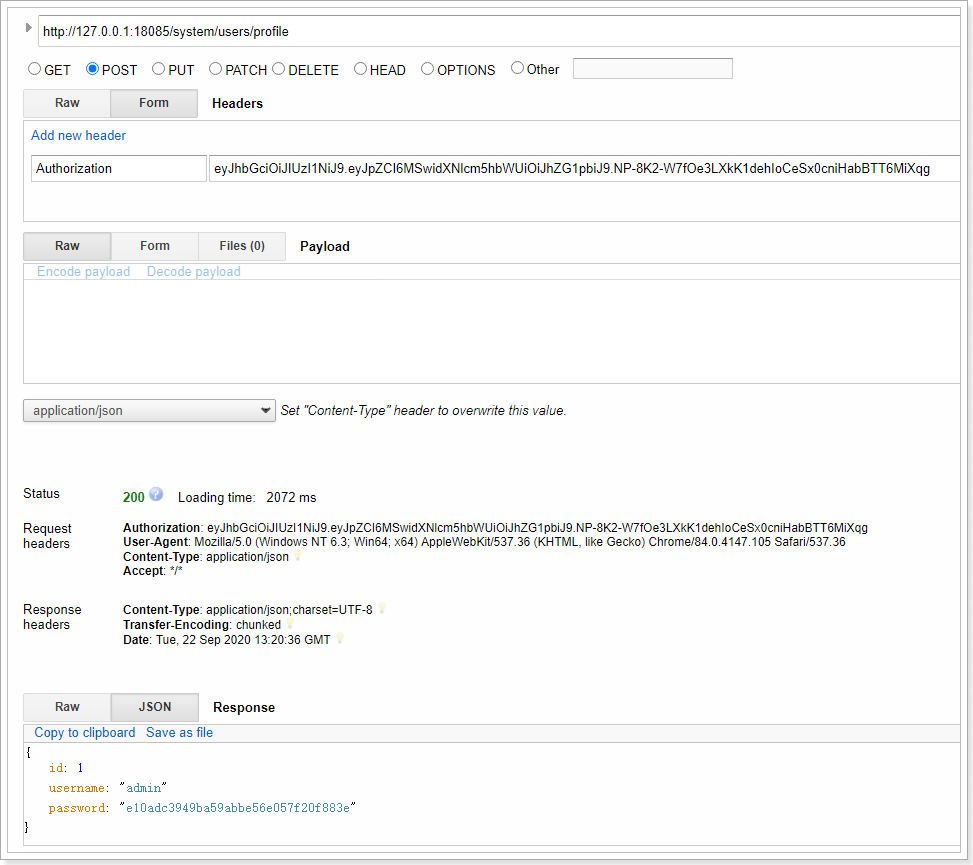 http://127.0.0.1:18085/system/users/profile
GET POST PUT PATCH DELETE HEAD OPTIONS Other
Raw Form Headers
Add new header
Authorization eyJhbGciOiJIUzI1NiJ9.eyJpZCI6MSwidXNlcm5hbWUiOiJhZG1pbiJ9.NP-8K2-W7fOe3LXkK1dehIoCeSx0cniHabBTT6MiXqg
Raw Form Files (0) Payload
Encode payload Decode payload
application/json Set "Content-Type" header to overwrite this value.
Status 200 Loading time: 2072 ms
Request headers
Authorization: eyJhbGciOiJIUzI1NiJ9.eyJpZCI6MSwidXNlcm5hbWUiOiJhZG1pbiJ9.NP-8K2-W7fOe3LXkK1dehIoCeSx0cniHabBTT6MiXqg
User-Agent: Mozilla/5.0 (Windows NT 6.3; Win64; x64) AppleWebKit/537.36 (KHTML, like Gecko) Chrome/84.0.4147.105 Safari/537.36
Content-Type: application/json
Accept: */*
Response headers
Content-Type: application/json;charset=UTF-8
Transfer-Encoding: chunked
Date: Tue, 22 Sep 2020 13:20:36 GMT
Raw JSON Response
Copy to clipboard Save as file
{
id: 1
username: "admin"
password: "e10adc3949ba59abbe56e057f20f883e"
}